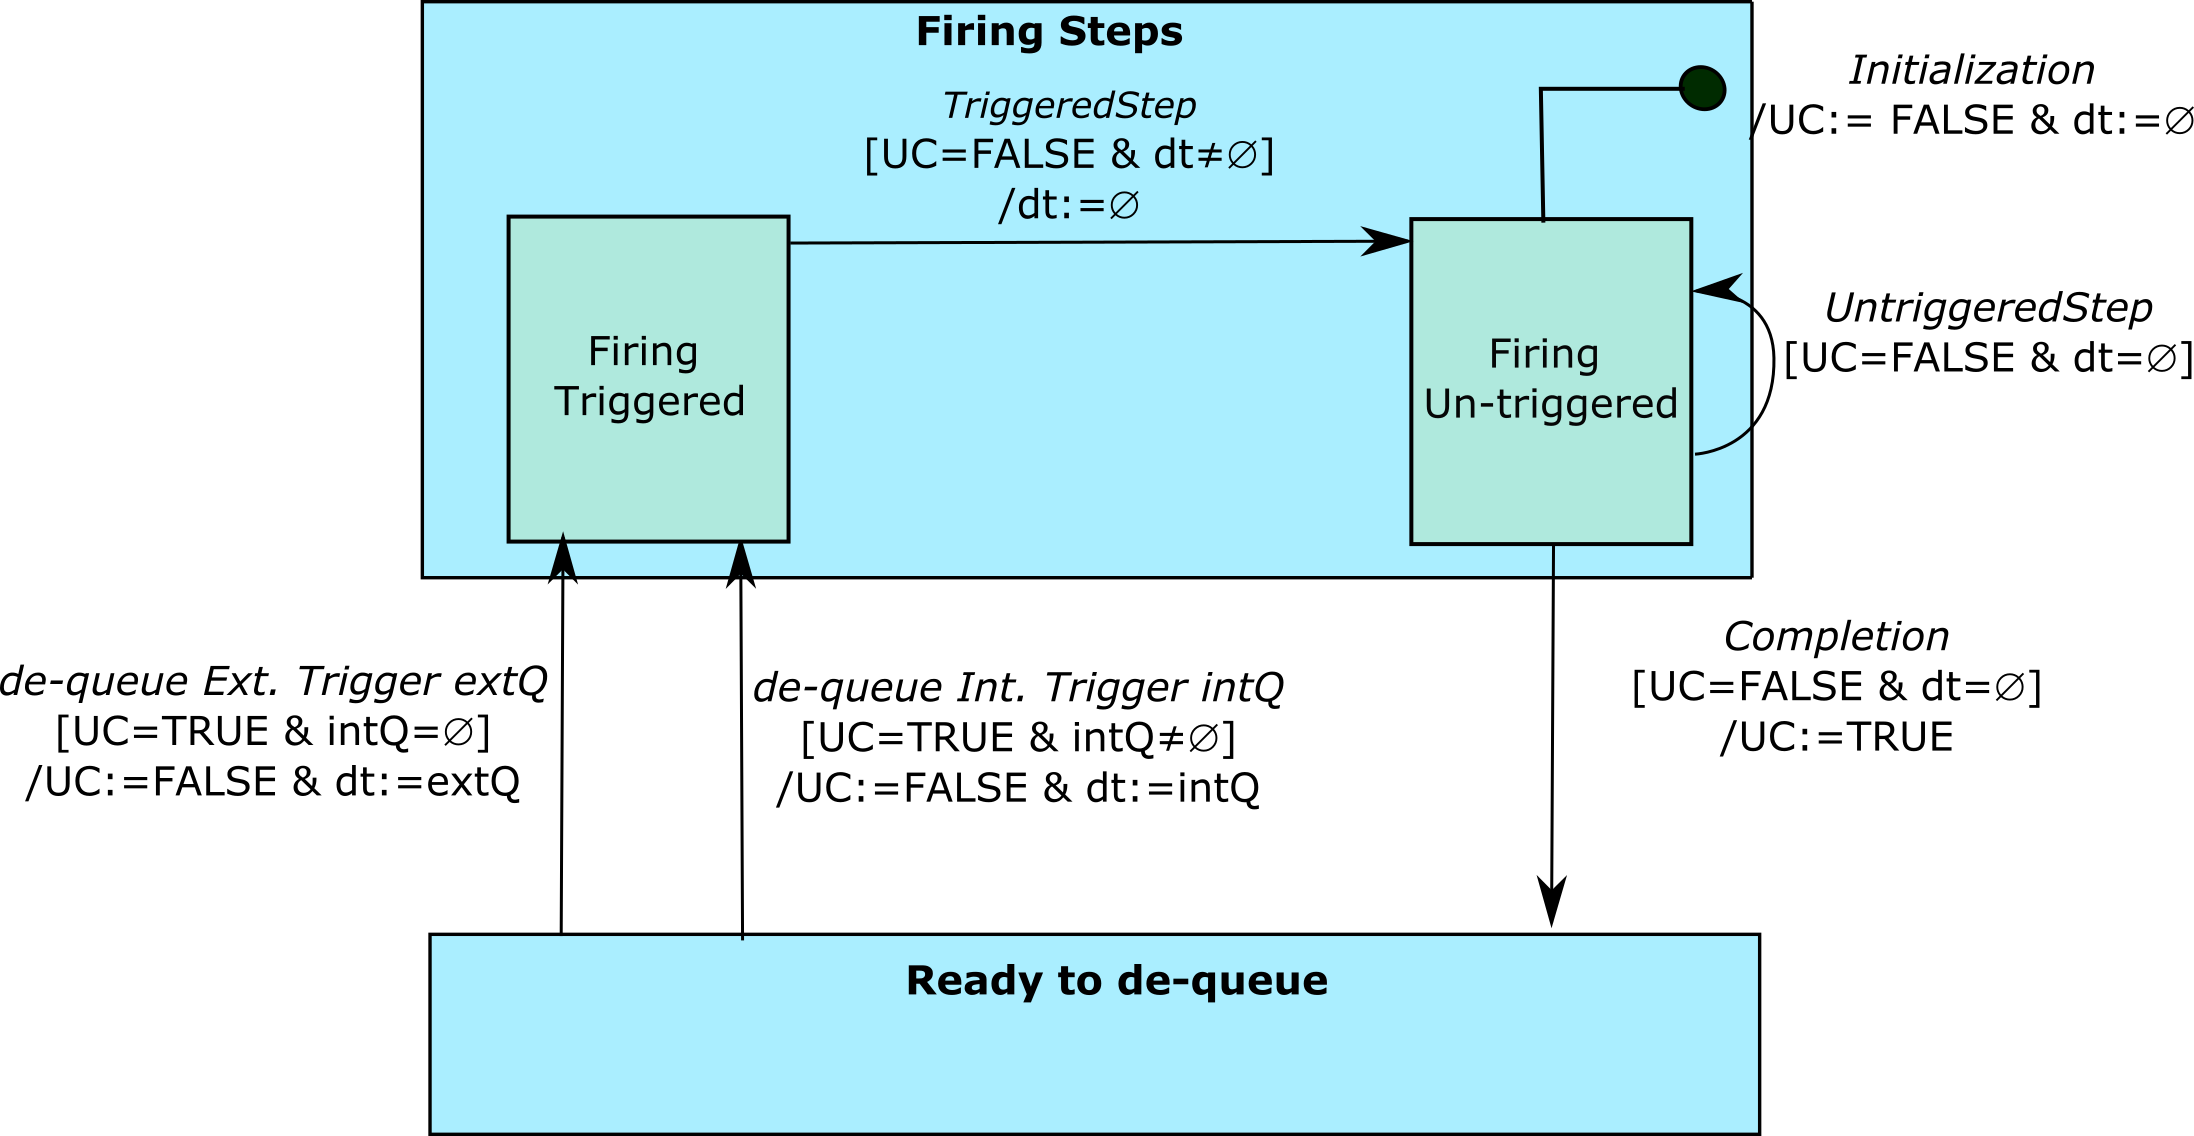 Firing Steps
Initialization
/UC:= FALSE & dt:=∅
TriggeredStep
[UC=FALSE & dt≠∅]
/dt:=∅
Firing
Triggered
Firing
Un-triggered
UntriggeredStep
[UC=FALSE & dt=∅]
de-queue Ext. Trigger extQ
[UC=TRUE & intQ=∅]
/UC:=FALSE & dt:=extQ
de-queue Int. Trigger intQ
[UC=TRUE & intQ≠∅]
/UC:=FALSE & dt:=intQ
Completion
[UC=FALSE & dt=∅]
/UC:=TRUE
Ready to de-queue